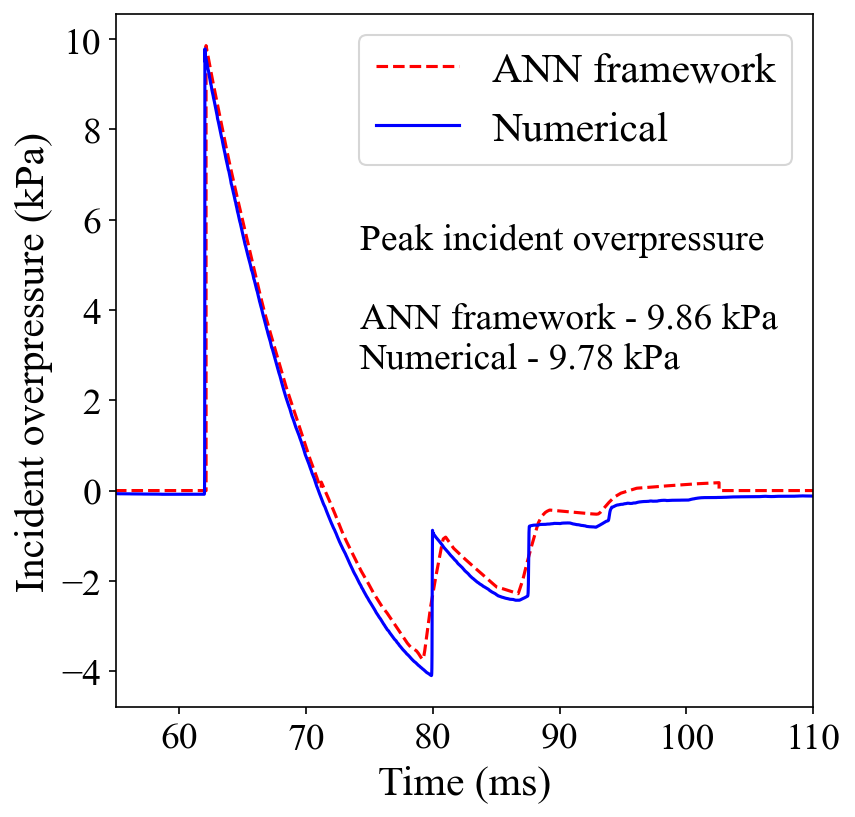 ANN framework
Numerical
Peak incident overpressure
ANN framework - 9.86 kPa
Numerical - 9.78 kPa
Incident overpressure (kPa)
10
8
6
4
2
0
−2
−4
60 70 80 90 100 110
Time (ms)